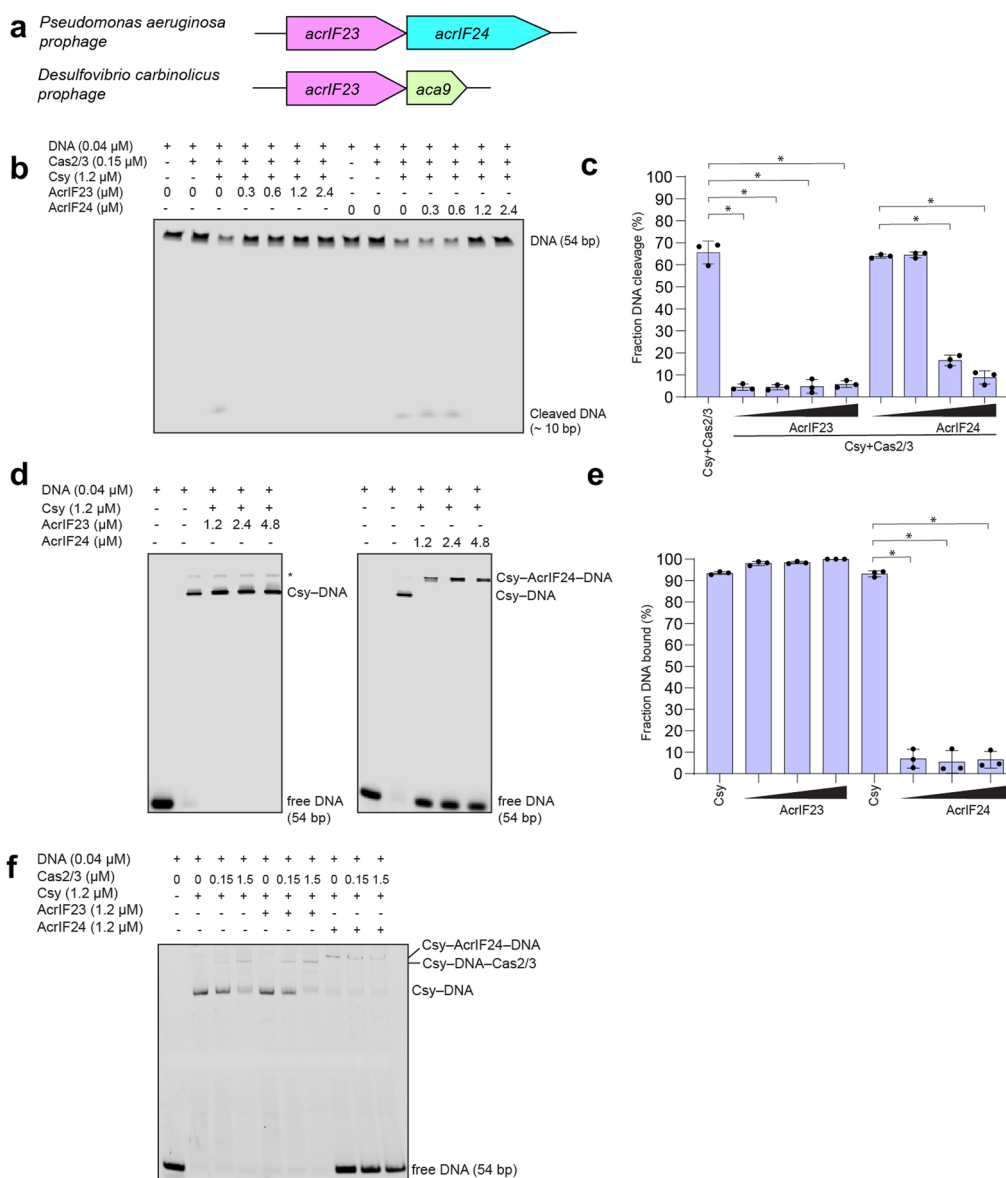 a
Pseudomonas aeruginosa
prophage
acrIF23
acrIF24
Desulfovibrio carbinolicus
prophage
acrIF23
aca9
b
DNA (0.04 µM) + + + + + + + + + + + + + +
Cas2/3 (0.15 µM) - + + + + + + - + + + + + +
Csy (1.2 µM) - - + + + + + - - + + + + +
AcrIF23 (µM) 0 0 0 0.3 0.6 1.2 2.4 - - - - - - -
AcrIF24 (µM) - - - - - - - 0 0 0 0.3 0.6 1.2 2.4
DNA (54 bp)
Cleaved DNA
(~ 10 bp)
c
Fraction DNA cleavage (%)
100
90
80
70
60
50
40
30
20
10
0
*
*
*
*
*
*
Csy+Cas2/3
AcrIF23
AcrIF24
Csy+Cas2/3
d
DNA (0.04 µM) + + + + + + + + + +
Csy (1.2 µM) - - + + + - - + + +
AcrIF23 (µM) - - 1.2 2.4 4.8 - - - - -
AcrIF24 (µM) - - - - - - - 1.2 2.4 4.8
*
Csy–DNA
free DNA
(54 bp)
Csy–AcrIF24–DNA
Csy–DNA
free DNA
(54 bp)
e
Fraction DNA bound (%)
100
90
80
70
60
50
40
30
20
10
0
*
*
*
Csy
AcrIF23
Csy
AcrIF24
f
DNA (0.04 µM) + + + + + + + + + +
Cas2/3 (µM) 0 0 0.15 1.5 0 0.15 1.5 0 0.15 1.5
Csy (1.2 µM) - + + + + + + + + +
AcrIF23 (1.2 µM) - - - - + + + - - -
AcrIF24 (1.2 µM) - - - - - - - + + +
Csy–AcrIF24–DNA
Csy–DNA–Cas2/3
Csy–DNA
free DNA (54 bp)